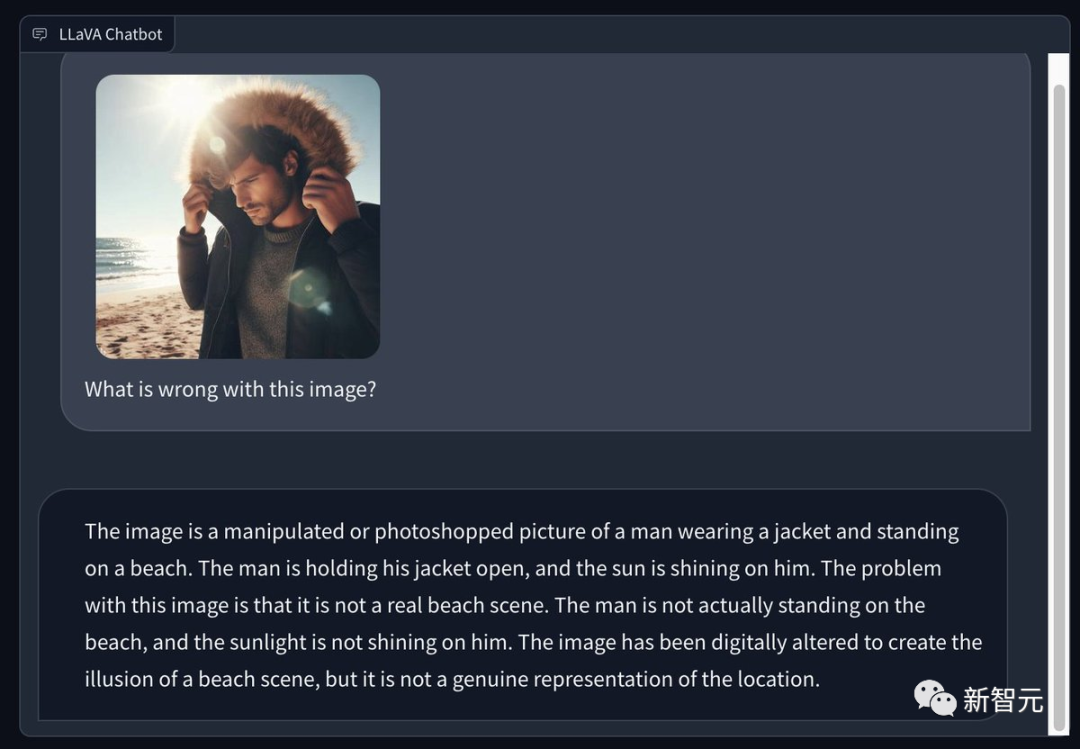 LLaVA Chatbot
What is wrong with this image?
The image is a manipulated or photoshopped picture of a man wearing a jacket and standing
on a beach. The man is holding his jacket open, and the sun is shining on him. The problem
with this image is that it is not a real beach scene. The man is not actually standing on the
beach, and the sunlight is not shining on him. The image has been digitally altered to create the
illusion of a beach scene, but it is not a genuine representation of the location.
新智元